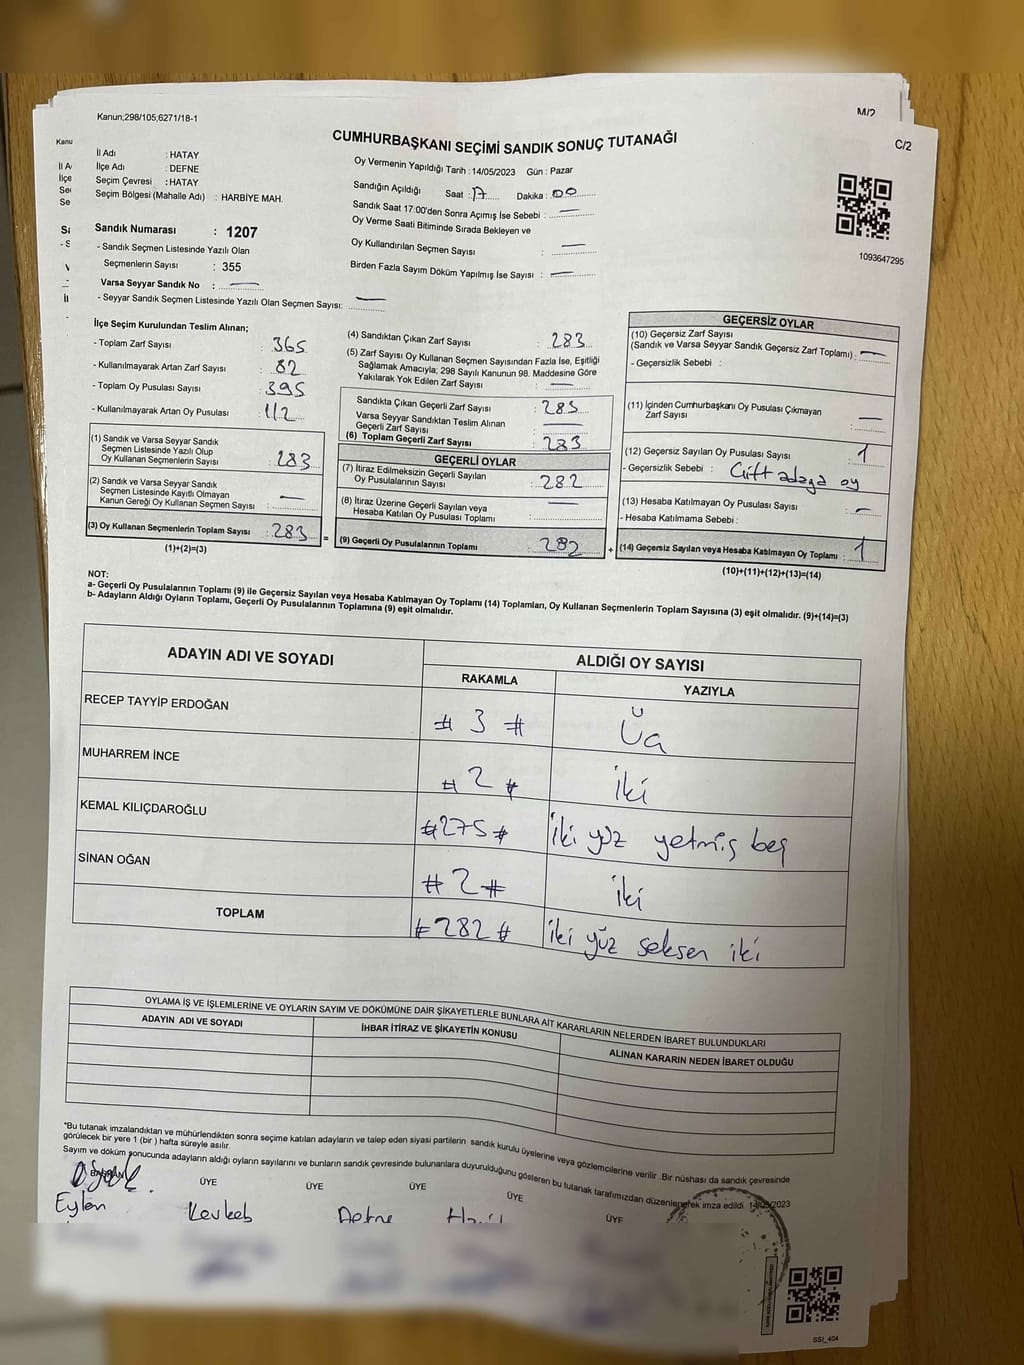 Kanun;298/105,6271/18-1
M/2
C/2
CUMHURBAŞKANI SEÇİMİ SANDIK SONUÇ TUTANAĞI
İl Adı : HATAY
İlçe Adı : DEFNE
Seçim Çevresi : HATAY
Seçim Bölgesi (Mahalle Adı) : HARBİYE MAH.
Sandık Numarası : 1207
- Sandık Seçmen Listesinde Yazılı Olan
Seçmenlerin Sayısı : 355
Varsa Seyyar Sandık No : —
- Seyyar Sandık Seçmen Listesinde Yazılı Olan Seçmen Sayısı: —
Oy Vermenin Yapıldığı Tarih : 14/05/2023 Gün : Pazar
Sandığın Açıldığı Saat : 17 Dakika : 00
Sandık Saat 17:00'den Sonra Açımış İse Sebebi : —
Oy Verme Saati Bitiminde Sırada Bekleyen ve
Oy Kullandırılan Seçmen Sayısı : —
Birden Fazla Sayım Döküm Yapılmış İse Sayısı : —
1093647295
İlçe Seçim Kurulundan Teslim Alınan;
- Toplam Zarf Sayısı : 365
- Kullanılmayarak Artan Zarf Sayısı : 82
- Toplam Oy Pusulası Sayısı : 395
- Kullanılmayarak Artan Oy Pusulası : 112
(1) Sandık ve Varsa Seyyar Sandık
Seçmen Listesinde Yazılı Olup
Oy Kullanan Seçmenlerin Sayısı : 283
(2) Sandık ve Varsa Seyyar Sandık
Seçmen Listesinde Kayıtlı Olmayan
Kanun Gereği Oy Kullanan Seçmen Sayısı : —
(3) Oy Kullanan Seçmenlerin Toplam Sayısı : 283
(1)+(2)=(3)
(4) Sandıktan Çıkan Zarf Sayısı : 283
(5) Zarf Sayısı Oy Kullanan Seçmen Sayısından Fazla İse, Eşitliği
Sağlamak Amacıyla; 298 Sayılı Kanunun 98. Maddesine Göre
Yakılarak Yok Edilen Zarf Sayısı : —
Sandıkta Çıkan Geçerli Zarf Sayısı : 283
Varsa Seyyar Sandıktan Teslim Alınan
Geçerli Zarf Sayısı : —
(6) Toplam Geçerli Zarf Sayısı : 283
GEÇERLİ OYLAR
(7) İtiraz Edilmeksizin Geçerli Sayılan
Oy Pusulalarının Sayısı : 282
(8) İtiraz Üzerine Geçerli Sayılan veya
Hesaba Katılan Oy Pusulası Toplamı : —
(9) Geçerli Oy Pusulalarının Toplamı : 282
GEÇERSİZ OYLAR
(10) Geçersiz Zarf Sayısı
(Sandık ve Varsa Seyyar Sandık Geçersiz Zarf Toplamı) : —
- Geçersizlik Sebebi :
(11) İçinden Cumhurbaşkanı Oy Pusulası Çıkmayan
Zarf Sayısı : —
(12) Geçersiz Sayılan Oy Pusulası Sayısı : 1
- Geçersizlik Sebebi : Çift adaya oy
(13) Hesaba Katılmayan Oy Pusulası Sayısı : —
- Hesaba Katılmama Sebebi :
(14) Geçersiz Sayılan veya Hesaba Katılmayan Oy Toplamı : 1
(10)+(11)+(12)+(13)=(14)
NOT:
a- Geçerli Oy Pusulalarının Toplamı (9) ile Geçersiz Sayılan veya Hesaba Katılmayan Oy Toplamı (14) Toplamları, Oy Kullanan Seçmenlerin Toplam Sayısına (3) eşit olmalıdır. (9)+(14)=(3)
b- Adayların Aldığı Oyların Toplamı, Geçerli Oy Pusulalarının Toplamına (9) eşit olmalıdır.
ADAYIN ADI VE SOYADI ALDIĞI OY SAYISI
RAKAMLA YAZIYLA
RECEP TAYYİP ERDOĞAN # 3 # Üç
MUHARREM İNCE # 2 # iki
KEMAL KILIÇDAROĞLU #275# iki yüz yetmiş beş
SİNAN OĞAN # 2 # iki
TOPLAM #282# iki yüz seksen iki
OYLAMA İŞ VE İŞLEMLERİNE VE OYLARIN SAYIM VE DÖKÜMÜNE DAİR ŞİKAYETLERLE BUNLARA AİT KARARLARIN NELERDEN İBARET BULUNDUKLARI
ADAYIN ADI VE SOYADI İHBAR İTİRAZ VE ŞİKAYETİN KONUSU ALINAN KARARIN NEDEN İBARET OLDUĞU
*Bu tutanak imzalandıktan ve mühürlendikten sonra seçime katılan adayların ve talep eden siyasi partilerin sandık kurulu üyelerine veya gözlemcilerine verilir. Bir nüshası da sandık çevresinde
görülecek bir yere 1 (bir) hafta süreyle asılır.
Sayım ve döküm sonucunda adayların aldığı oyların sayılarını ve bunların sandık çevresinde bulunanlara duyurulduğunu gösteren bu tutanak tarafımızdan düzenlenerek imza edildi. 14/05/2023
BAŞKAN ÜYE ÜYE ÜYE ÜYE ÜYE
Eylen Kevkeb Defne Halil
SSI_404